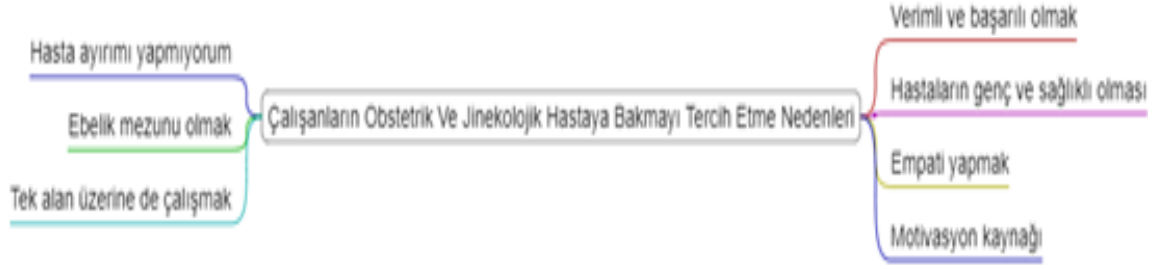 Hasta ayırımı yapmıyorum
Ebelik mezunu olmak
Tek alan üzerine de çalışmak
Çalışanların Obstetrik Ve Jinekolojik Hastaya Bakmayı Tercih Etme Nedenleri
Verimli ve başarılı olmak
Hastaların genç ve sağlıklı olması
Empati yapmak
Motivasyon kaynağı